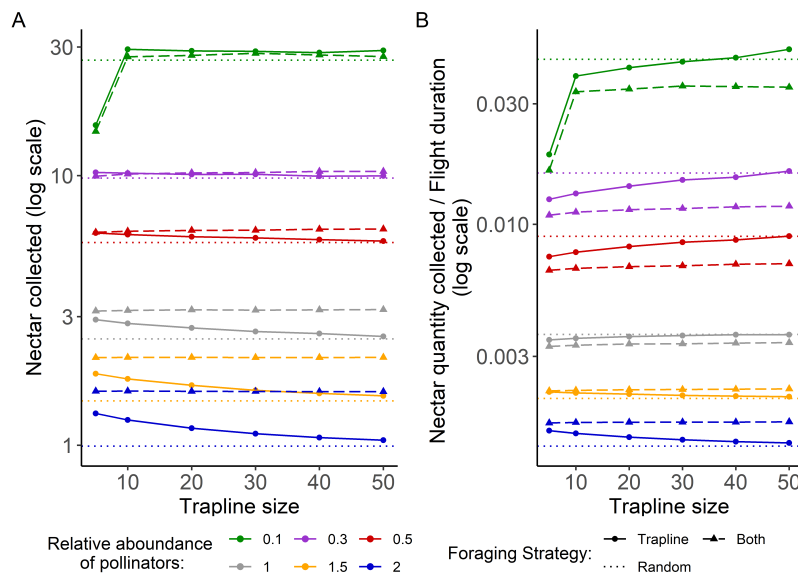 A
B
Nectar collected (log scale)
30
10
3
1
10 20 30 40 50
Trapline size
Nectar quantity collected / Flight duration
(log scale)
0.030
0.010
0.003
10 20 30 40 50
Trapline size
Relative aboundance
of pollinators:
0.1 0.3 0.5
1 1.5 2
Foraging Strategy:
Trapline Both
Random